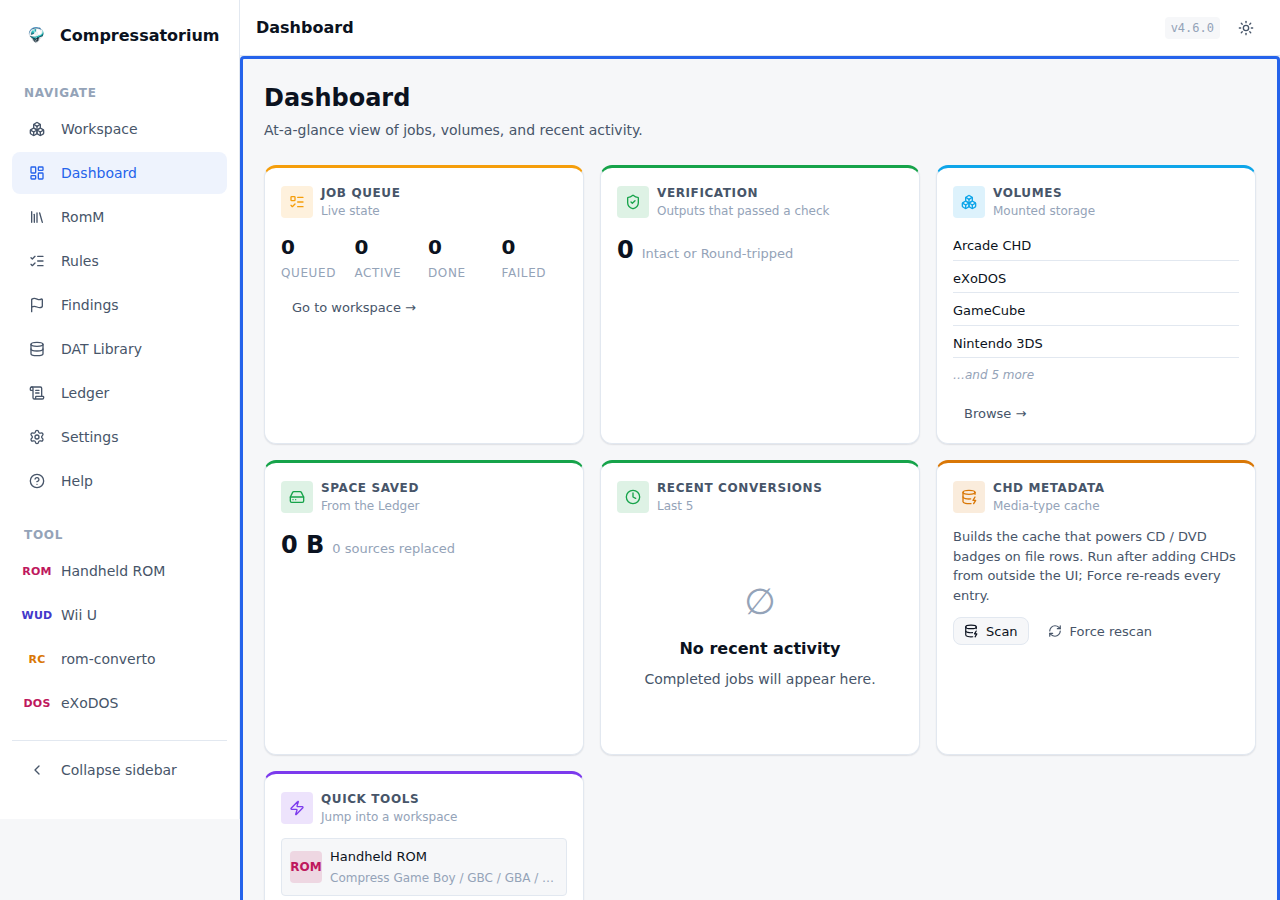 Compressatorium
NAVIGATE
Workspace
Dashboard
RomM
Rules
Findings
DAT Library
Ledger
Settings
Help
TOOL
ROM Handheld ROM
WUD Wii U
RC rom-converto
DOS eXoDOS
Collapse sidebar
Dashboard
v4.6.0
Dashboard
At-a-glance view of jobs, volumes, and recent activity.
JOB QUEUE
Live state
0 0 0 0
QUEUED ACTIVE DONE FAILED
Go to workspace →
VERIFICATION
Outputs that passed a check
0 Intact or Round-tripped
VOLUMES
Mounted storage
Arcade CHD
eXoDOS
GameCube
Nintendo 3DS
…and 5 more
Browse →
SPACE SAVED
From the Ledger
0 B 0 sources replaced
RECENT CONVERSIONS
Last 5
∅
No recent activity
Completed jobs will appear here.
CHD METADATA
Media-type cache
Builds the cache that powers CD / DVD
badges on file rows. Run after adding CHDs
from outside the UI; Force re-reads every
entry.
Scan Force rescan
QUICK TOOLS
Jump into a workspace
ROM Handheld ROM
Compress Game Boy / GBC / GBA / …